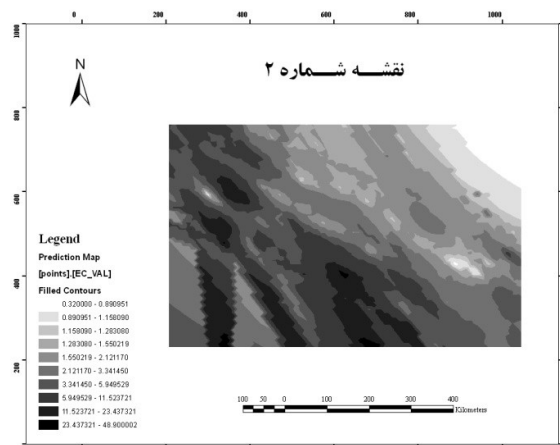 0 200 400 600 800 1000
نقشه شماره ۲
N
1000
800
600
400
200
0
Legend
Prediction Map
[points].[EC_VAL]
Filled Contours
0.320000 - 0.890951
0.890951 - 1.158090
1.158090 - 1.283080
1.283080 - 1.550219
1.550219 - 2.121170
2.121170 - 3.341450
3.341450 - 5.949529
5.949529 - 11.523721
11.523721 - 23.437321
23.437321 - 48.900002
100 50 0 100 200 300 400
Kilometers